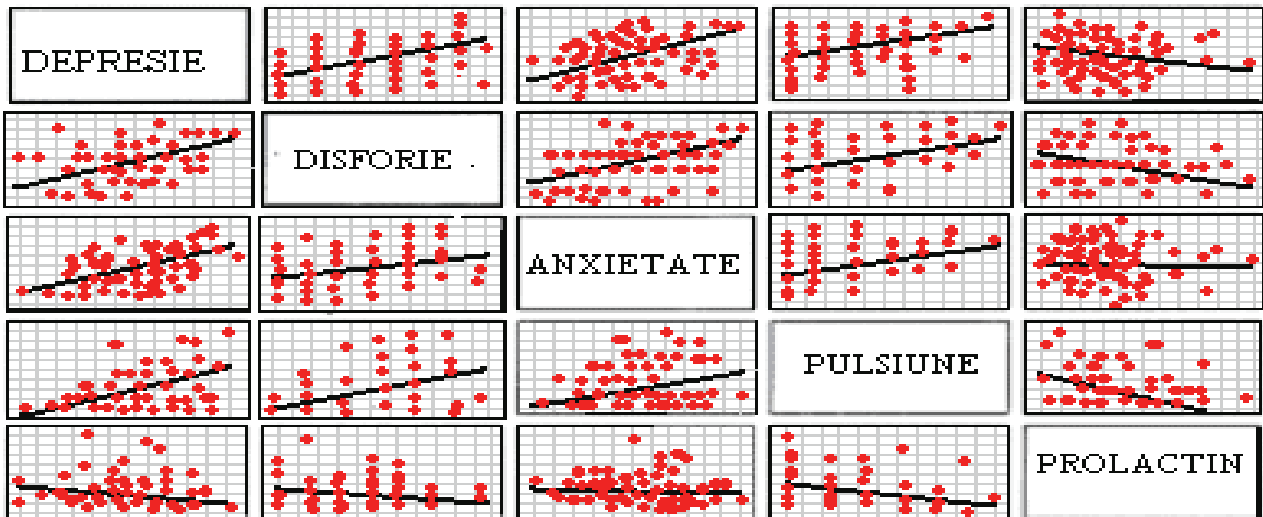 DEPRESIE
DISFORIE
ANXIETATE
PULSIUNE
PROLACTIN